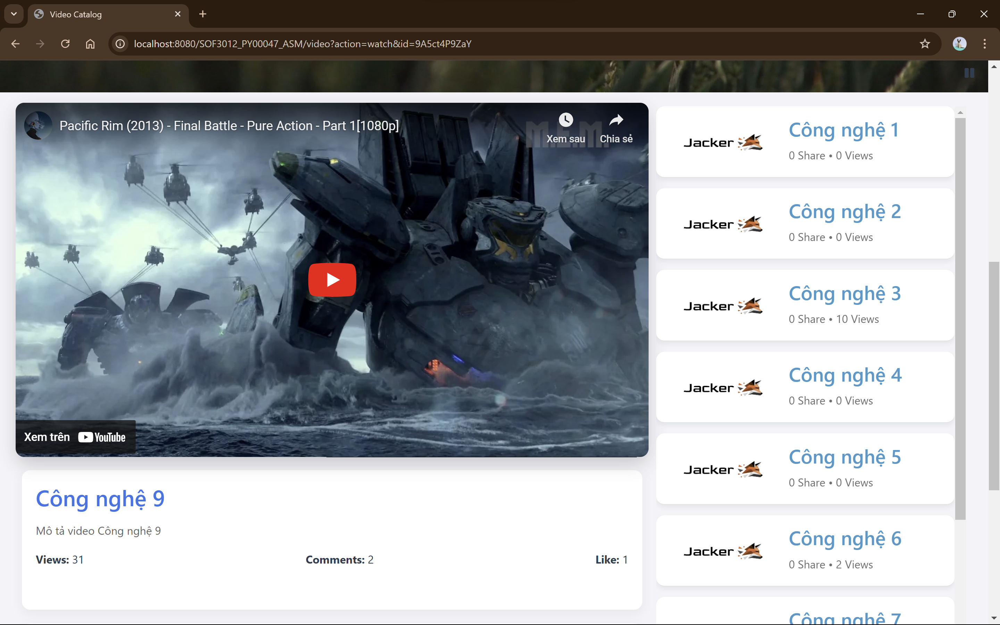 Video Catalog
localhost:8080/SOF3012_PY00047_ASM/video?action=watch&id=9A5ct4P9ZaY
Pacific Rim (2013) - Final Battle - Pure Action - Part 1[1080p]
M.E.M.
Xem sau
Chia sẻ
Xem trên YouTube
Công nghệ 9
Mô tả video Công nghệ 9
Views: 31
Comments: 2
Like: 1
Jacker
Công nghệ 1
0 Share • 0 Views
Jacker
Công nghệ 2
0 Share • 0 Views
Jacker
Công nghệ 3
0 Share • 10 Views
Jacker
Công nghệ 4
0 Share • 0 Views
Jacker
Công nghệ 5
0 Share • 0 Views
Jacker
Công nghệ 6
0 Share • 2 Views
Công nghệ 7